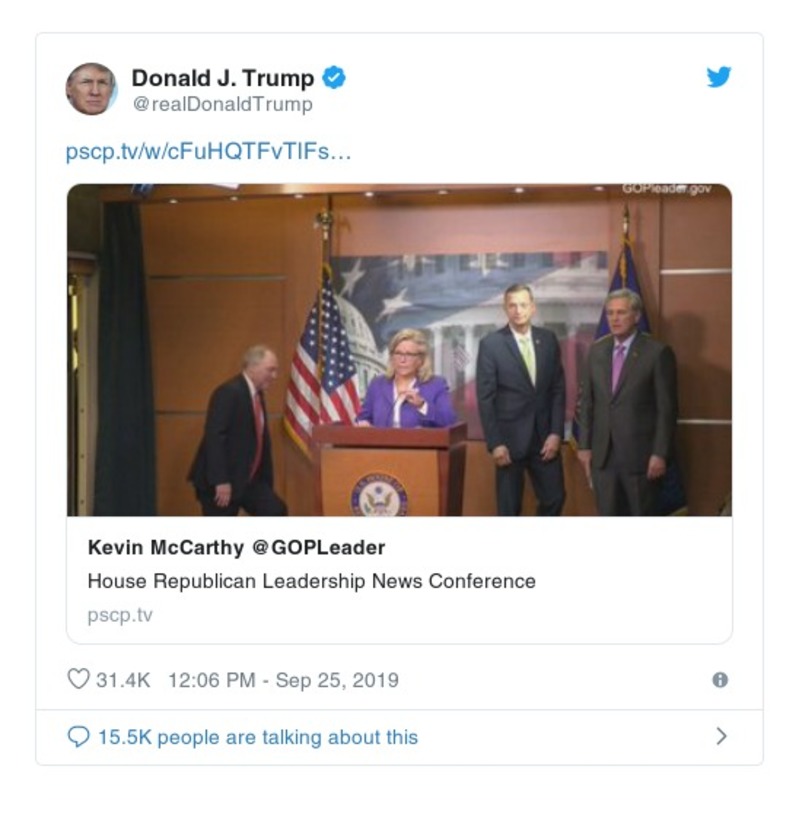 Donald J. Trump
@realDonaldTrump
pscp.tv/w/cFuHQTFvTlFs…
GOPleader.gov
Kevin McCarthy @GOPLeader
House Republican Leadership News Conference
pscp.tv
31.4K 12:06 PM - Sep 25, 2019
15.5K people are talking about this